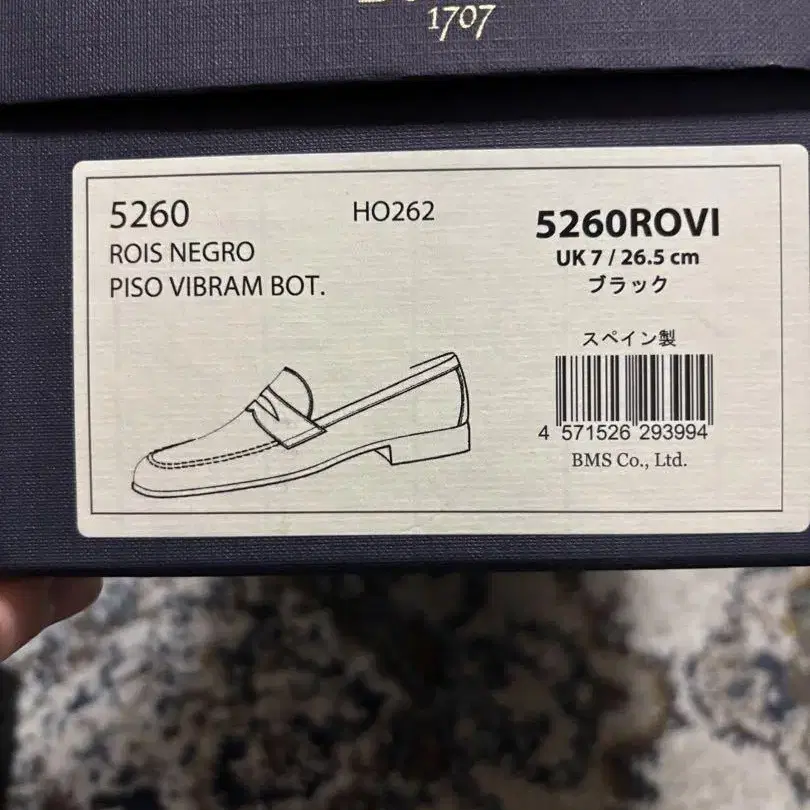 1707
5260
HO262
ROIS NEGRO
PISO VIBRAM BOT.
5260ROVI
UK 7 / 26.5 cm
ブラック
スペイン製
4 571526 293994
BMS Co., Ltd.